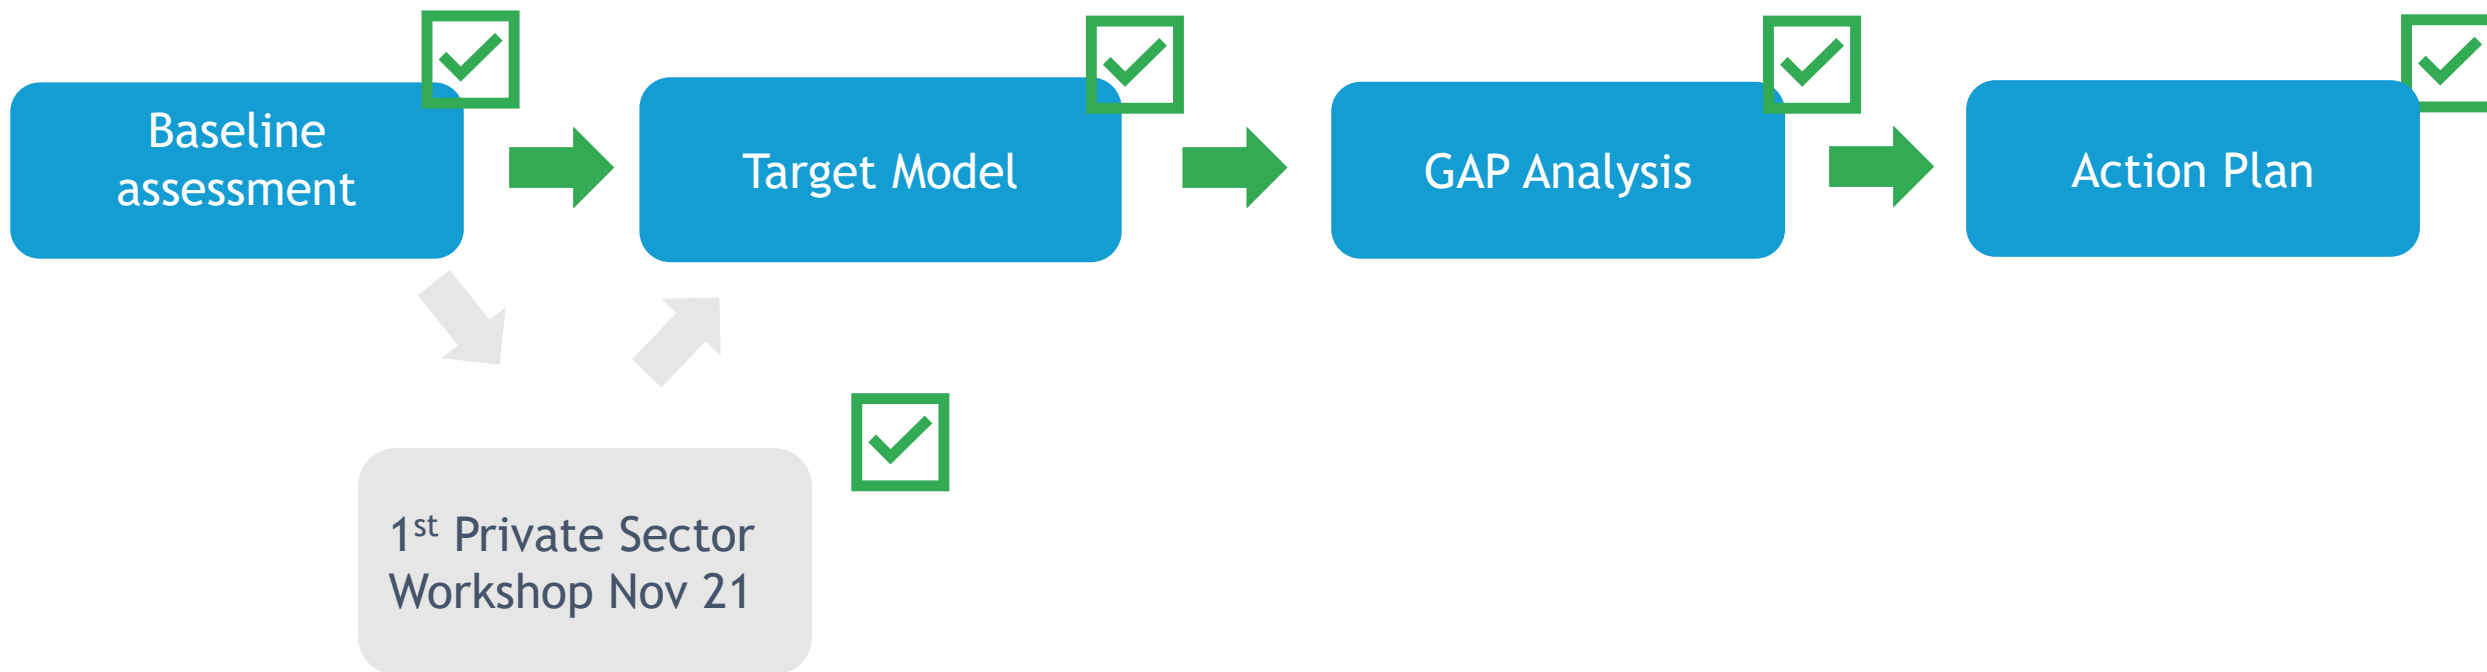 Baseline
assessment
Target Model
GAP Analysis
Action Plan
1st Private Sector
Workshop Nov 21